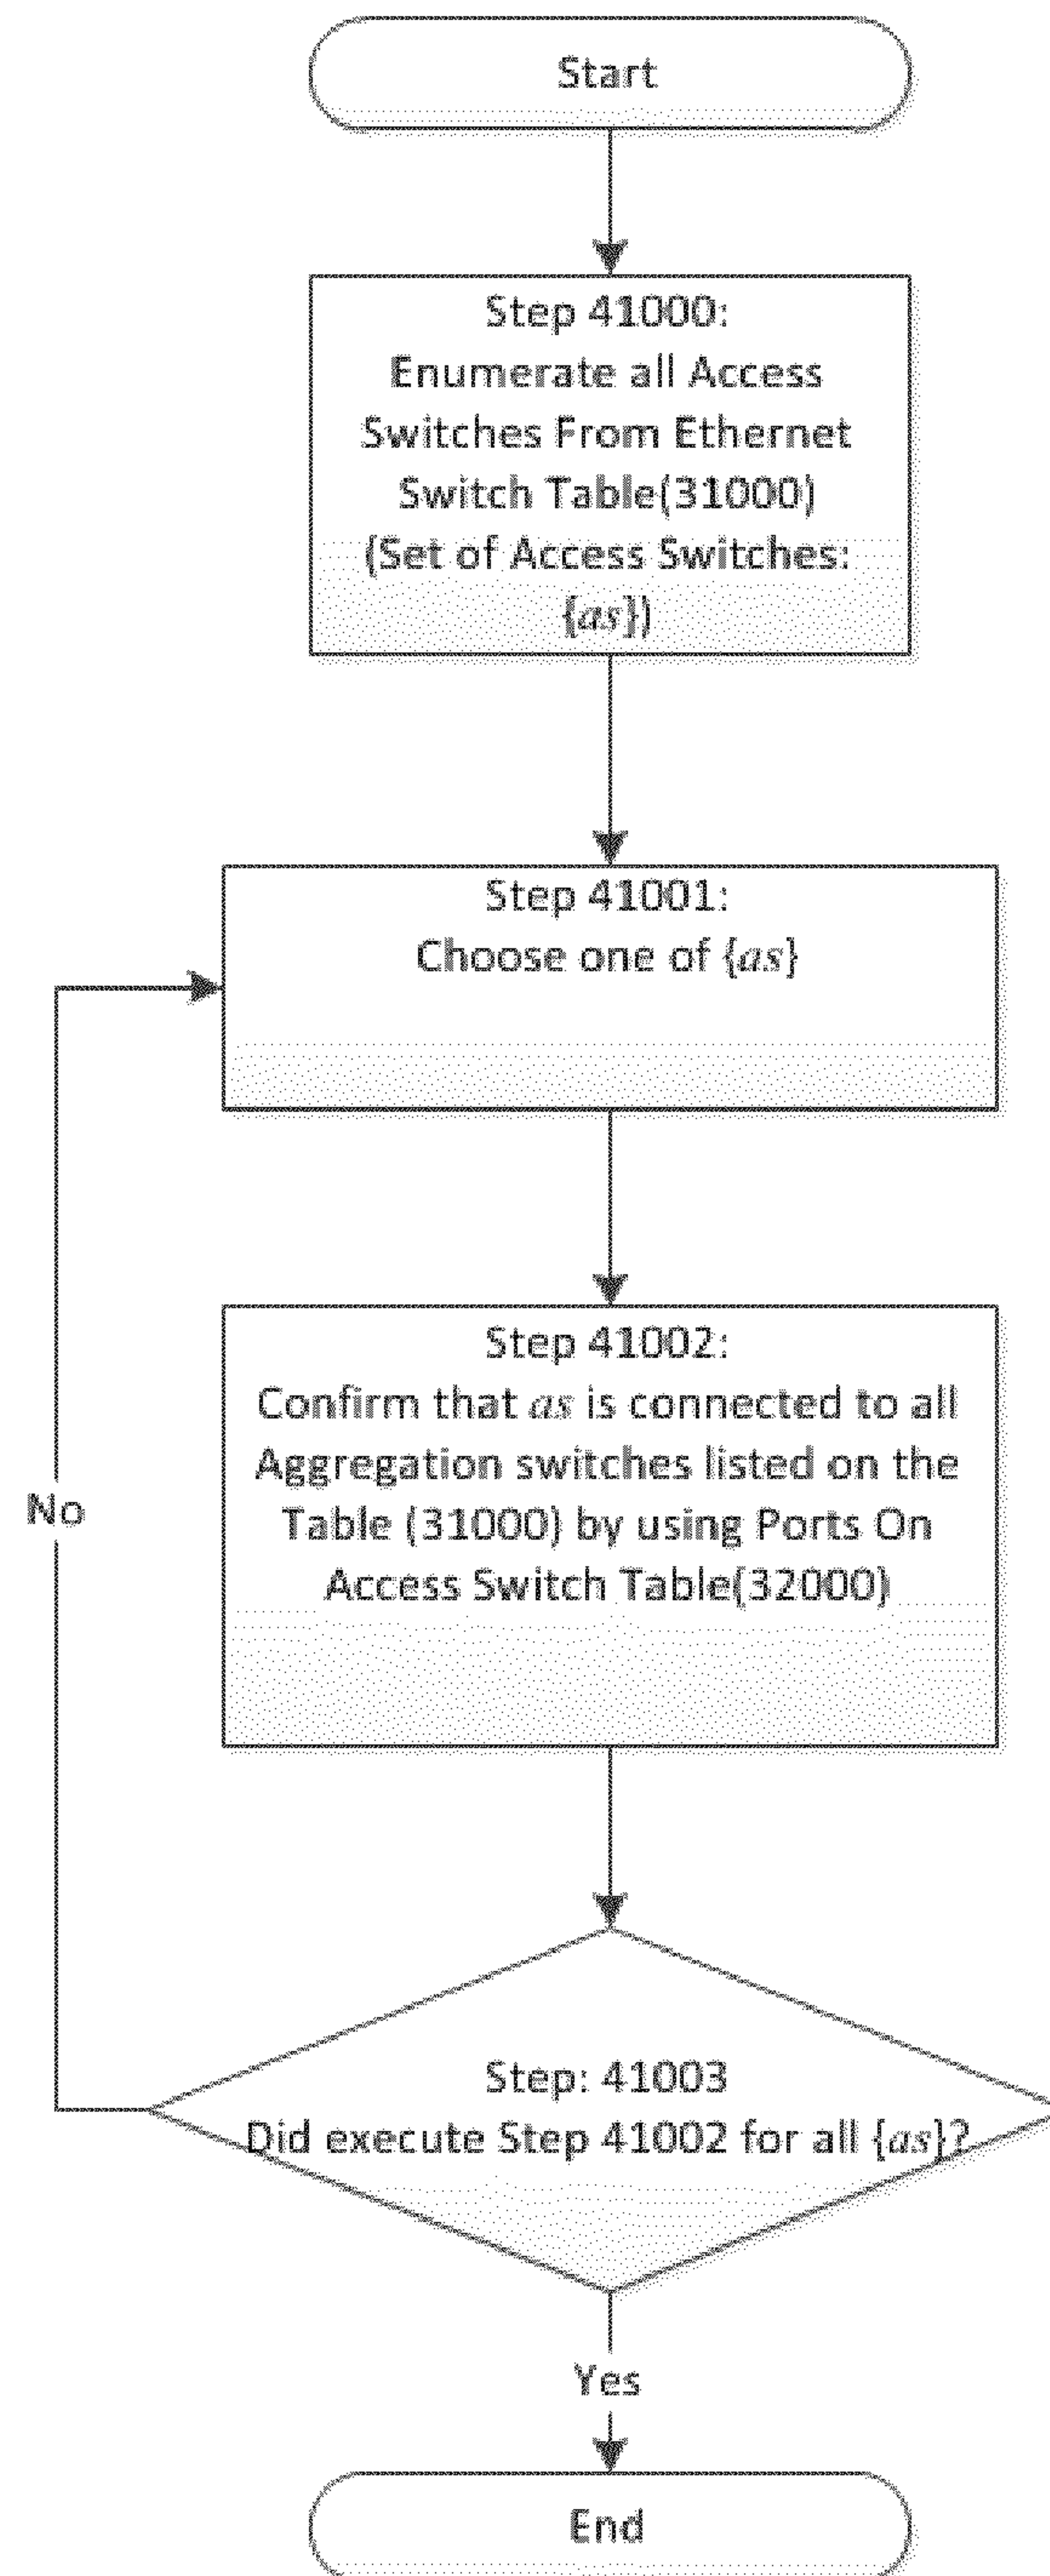 Start
Step 41000:
Enumerate all Access
Switches From Ethernet
Switch Table(31000)
(Set of Access Switches:
{as})
Step 41001:
Choose one of {as}
Step 41002:
Confirm that as is connected to all
Aggregation switches listed on the
Table (31000) by using Ports On
Access Switch Table(32000)
No
Step: 41003
Did execute Step 41002 for all {as}?
Yes
End